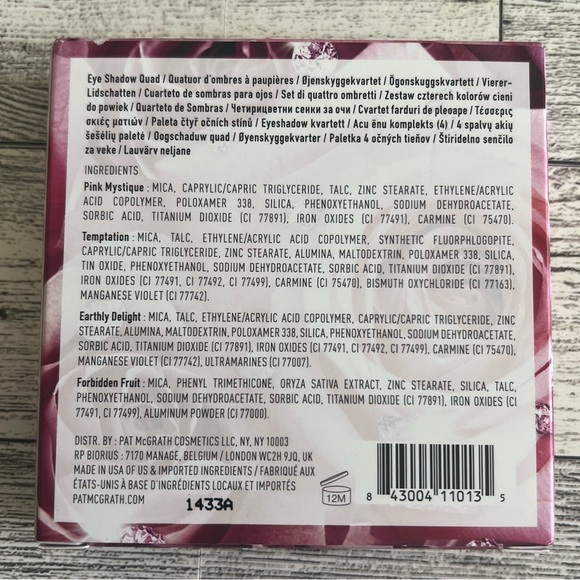 Eye Shadow Quad / Quatuor d'ombres à paupières / Øjenskyggekvartet / Ögonskuggskvartett / Vierer-
Lidschatten / Cuarteto de sombras para ojos / Set di quattro ombretti / Zestaw czterech kolorów cieni
do powiek / Quarteto de Sombras / Четирицветни сенки за очи / Cvartet farduri de pleoape / Τέσσερις
σκιές ματιών / Paleta čtyř očních stínů / Eyeshadow kvartett / Acu ēnu komplekts (4) / 4 spalvų akių
šešėlių paletė / Oogschaduw quad / Øyenskyggekvarter / Paletka 4 očných tieňov / Štiridelno senčilo
za veke / Lauvärv neljane
INGREDIENTS
Pink Mystique : MICA, CAPRYLIC/CAPRIC TRIGLYCERIDE, TALC, ZINC STEARATE, ETHYLENE/ACRYLIC
ACID COPOLYMER, POLOXAMER 338, SILICA, PHENOXYETHANOL, SODIUM DEHYDROACETATE,
SORBIC ACID, TITANIUM DIOXIDE (CI 77891), IRON OXIDES (CI 77491), CARMINE (CI 75470).
Temptation : MICA, TALC, ETHYLENE/ACRYLIC ACID COPOLYMER, SYNTHETIC FLUORPHLOGOPITE,
CAPRYLIC/CAPRIC TRIGLYCERIDE, ZINC STEARATE, ALUMINA, MALTODEXTRIN, POLOXAMER 338, SILICA,
TIN OXIDE, PHENOXYETHANOL, SODIUM DEHYDROACETATE, SORBIC ACID, TITANIUM DIOXIDE (CI 77891),
IRON OXIDES (CI 77491, CI 77492, CI 77499), CARMINE (CI 75470), BISMUTH OXYCHLORIDE (CI 77163),
MANGANESE VIOLET (CI 77742).
Earthly Delight : MICA, TALC, ETHYLENE/ACRYLIC ACID COPOLYMER, CAPRYLIC/CAPRIC TRIGLYCERIDE, ZINC
STEARATE, ALUMINA, MALTODEXTRIN, POLOXAMER 338, SILICA, PHENOXYETHANOL, SODIUM DEHYDROACETATE,
SORBIC ACID, TITANIUM DIOXIDE (CI 77891), IRON OXIDES (CI 77491, CI 77492, CI 77499), CARMINE (CI 75470),
MANGANESE VIOLET (CI 77742), ULTRAMARINES (CI 77007).
Forbidden Fruit : MICA, PHENYL TRIMETHICONE, ORYZA SATIVA EXTRACT, ZINC STEARATE, SILICA, TALC,
PHENOXYETHANOL, SODIUM DEHYDROACETATE, SORBIC ACID, TITANIUM DIOXIDE (CI 77891), IRON OXIDES (CI
77491, CI 77499), ALUMINUM POWDER (CI 77000).
DISTR. BY : PAT McGRATH COSMETICS LLC, NY, NY 10003
RP BIORIUS : 7170 MANAGE, BELGIUM / LONDON WC2H 9JQ, UK
MADE IN USA OF US & IMPORTED INGREDIENTS / FABRIQUÉ AUX
ÉTATS-UNIS À BASE D'INGRÉDIENTS LOCAUX ET IMPORTÉS
PATMCGRATH.COM
1433A
12M
8 43004 11013 5